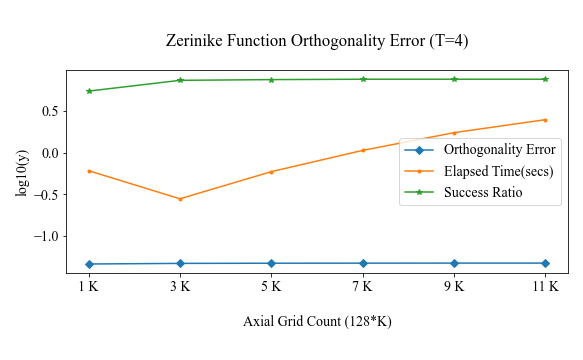 Zerinike Function Orthogonality Error (T=4)
log10(y)
0.5
0.0
−0.5
−1.0
Orthogonality Error
Elapsed Time(secs)
Success Ratio
1 K 3 K 5 K 7 K 9 K 11 K
Axial Grid Count (128*K)